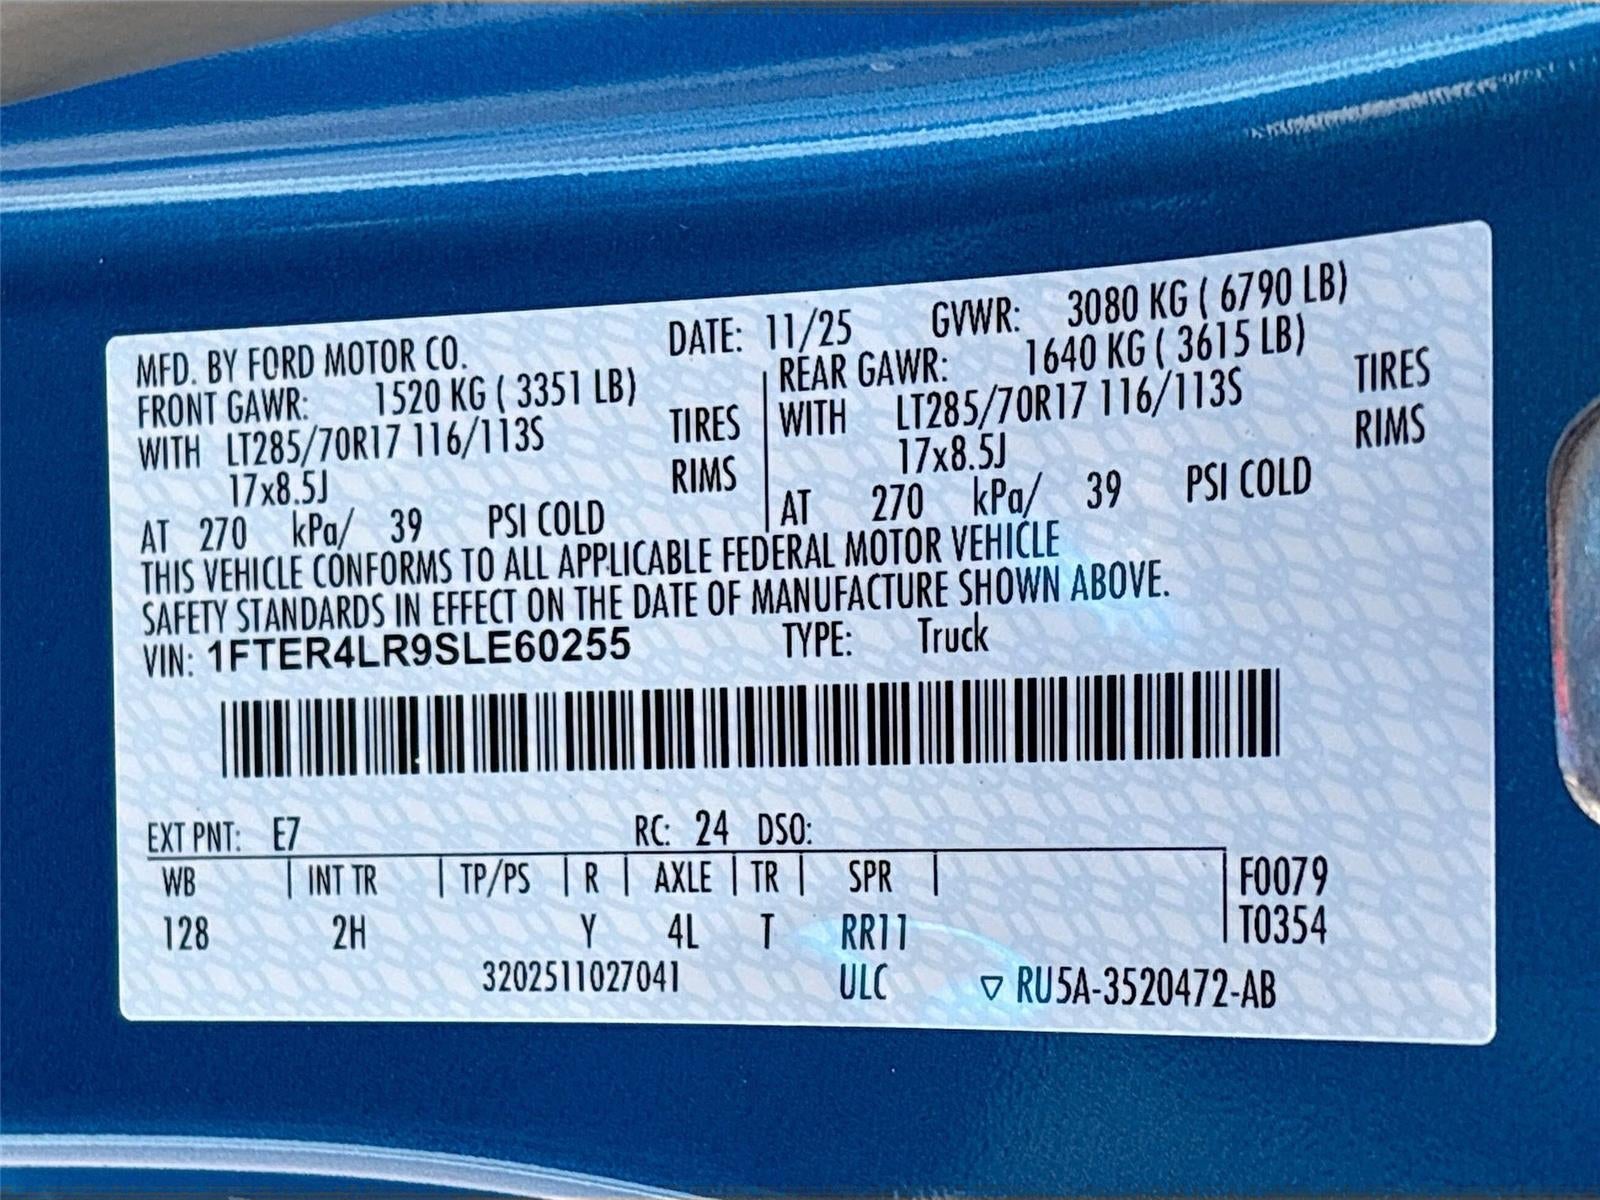 MFD. BY FORD MOTOR CO. DATE: 11/25 GVWR: 3080 KG ( 6790 LB)
FRONT GAWR: 1520 KG ( 3351 LB)
WITH LT285/70R17 116/113S TIRES
17x8.5J RIMS
AT 270 kPa/ 39 PSI COLD
REAR GAWR: 1640 KG ( 3615 LB)
WITH LT285/70R17 116/113S TIRES
17x8.5J RIMS
AT 270 kPa/ 39 PSI COLD
THIS VEHICLE CONFORMS TO ALL APPLICABLE FEDERAL MOTOR VEHICLE
SAFETY STANDARDS IN EFFECT ON THE DATE OF MANUFACTURE SHOWN ABOVE.
VIN: 1FTER4LR9SLE60255 TYPE: Truck
EXT PNT: E7 RC: 24 DSO:
WB | INT TR | TP/PS | R | AXLE | TR | SPR | F0079
128 2H Y 4L T RR11 T0354
3202511027041 ULC ▽ RU5A-3520472-AB